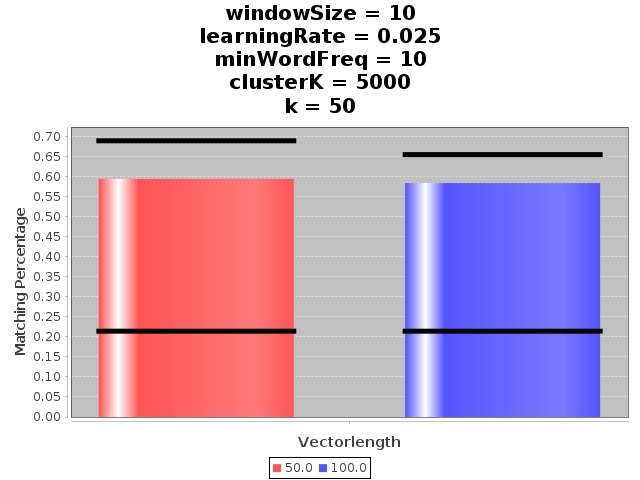 windowSize = 10
learningRate = 0.025
minWordFreq = 10
clusterK = 5000
k = 50
0.70
0.65
0.60
0.55
0.50
0.45
0.40
0.35
0.30
0.25
0.20
0.15
0.10
0.05
0.00
Matching Percentage
Vectorlength
50.0 100.0